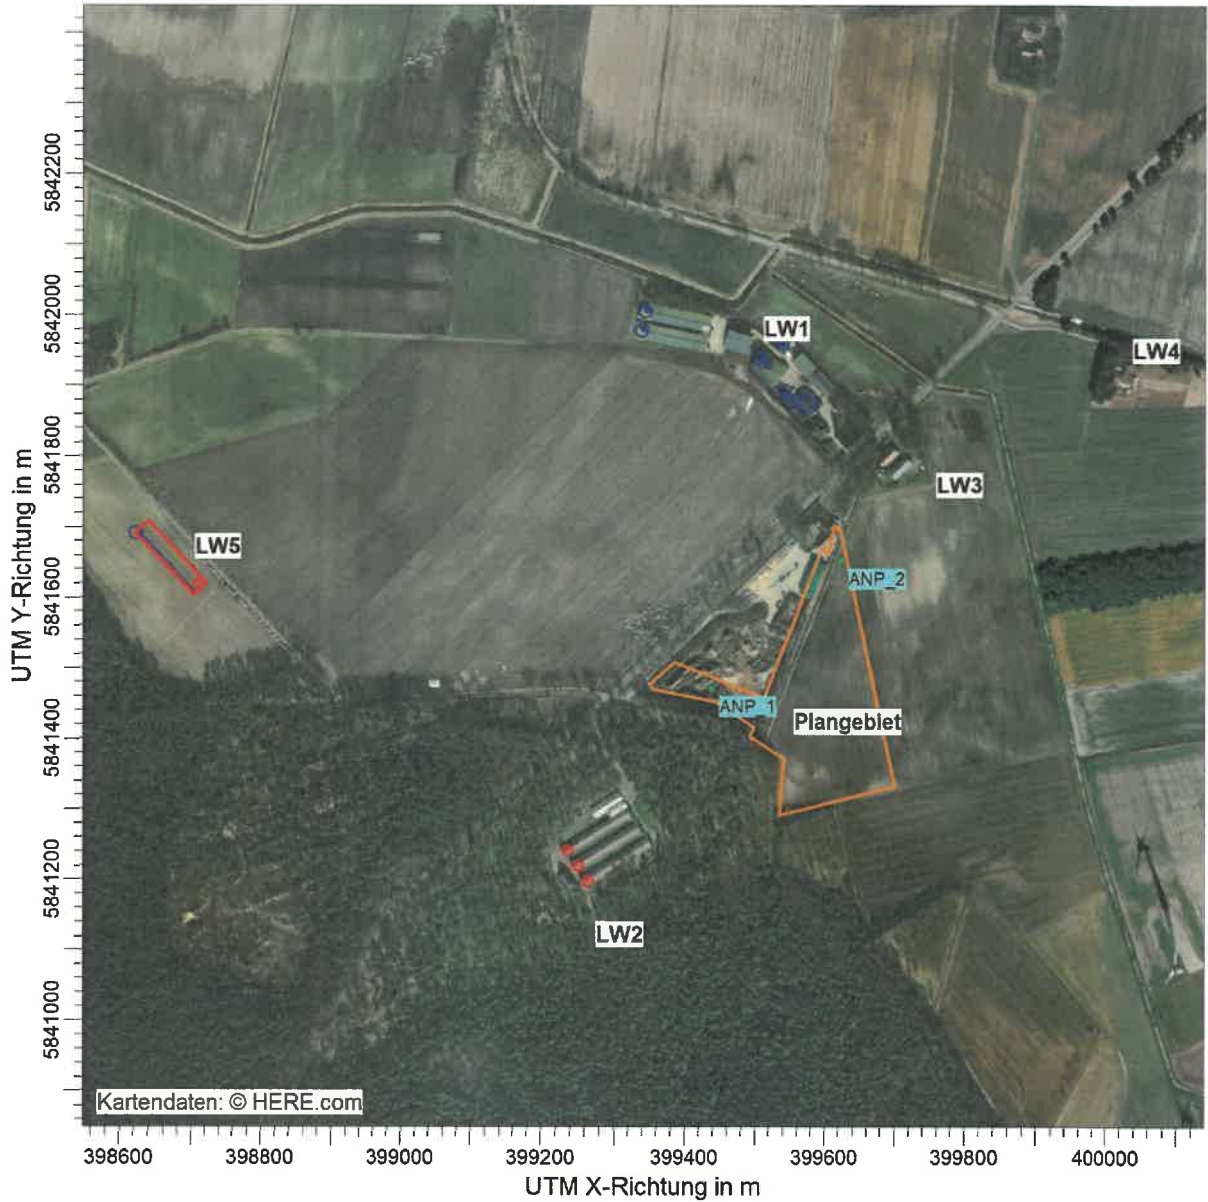 5842200
5842000
5841800
5841600
5841400
5841200
5841000
UTM Y-Richtung in m
LW1
LW4
LW3
LW5
ANP_2
ANP_1
Plangebiet
LW2
Kartendaten: © HERE.com
398600
398800
399000
399200
399400
399600
399800
400000
UTM X-Richtung in m